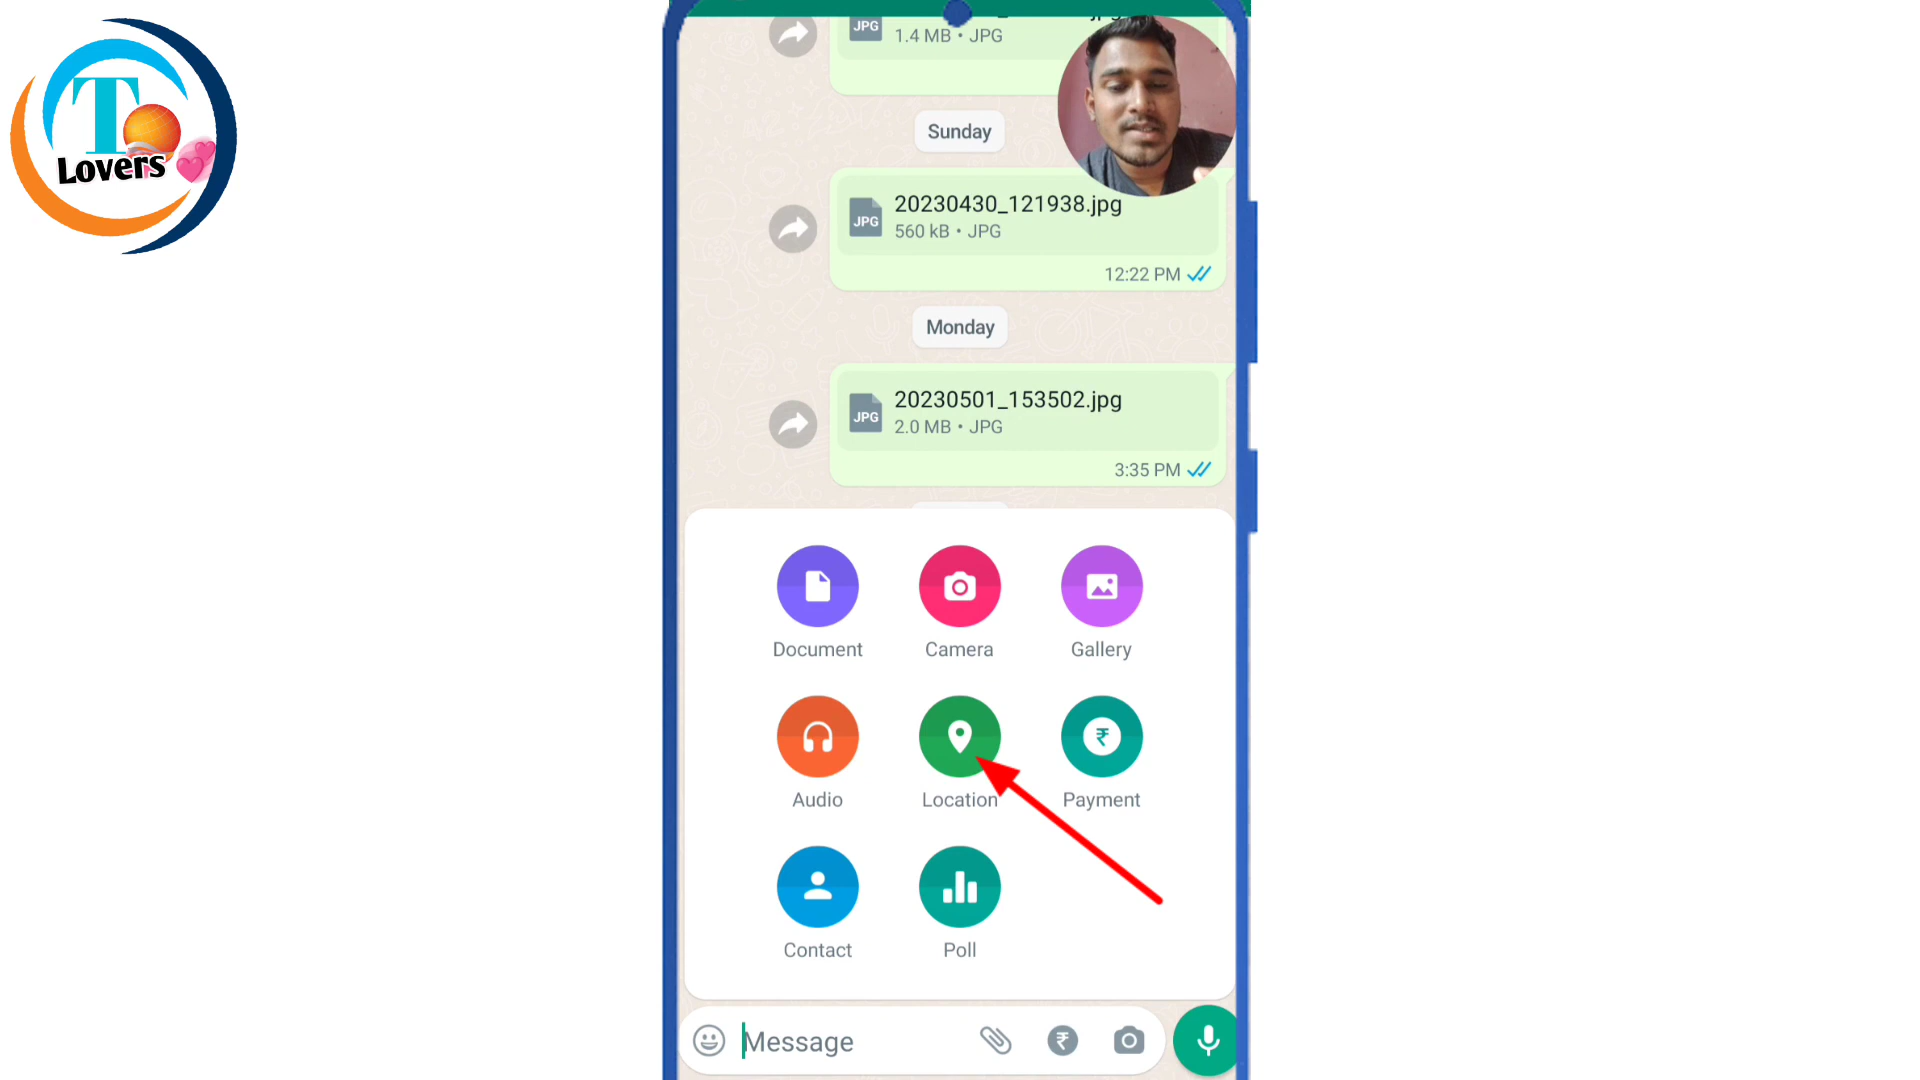 T
Lovers
JPG
1.4 MB • JPG
Sunday
JPG
20230430_121938.jpg
560 kB • JPG
12:22 PM
Monday
JPG
20230501_153502.jpg
2.0 MB • JPG
3:35 PM
Document
Camera
Gallery
₹
Audio
Location
Payment
Contact
Poll
Message
₹